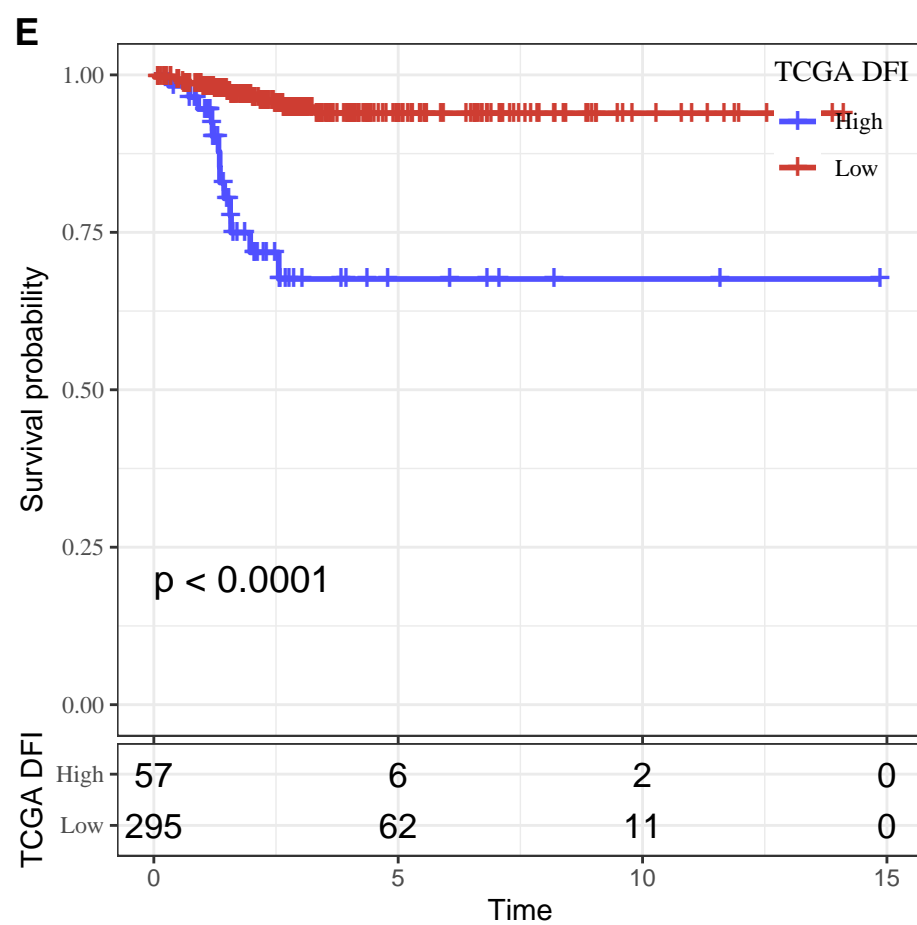 E
TCGA DFI
High
Low
1.00
0.75
0.50
0.25
0.00
Survival probability
p < 0.0001
TCGA DFI
High 57 6 2 0
Low 295 62 11 0
0 5 10 15
Time